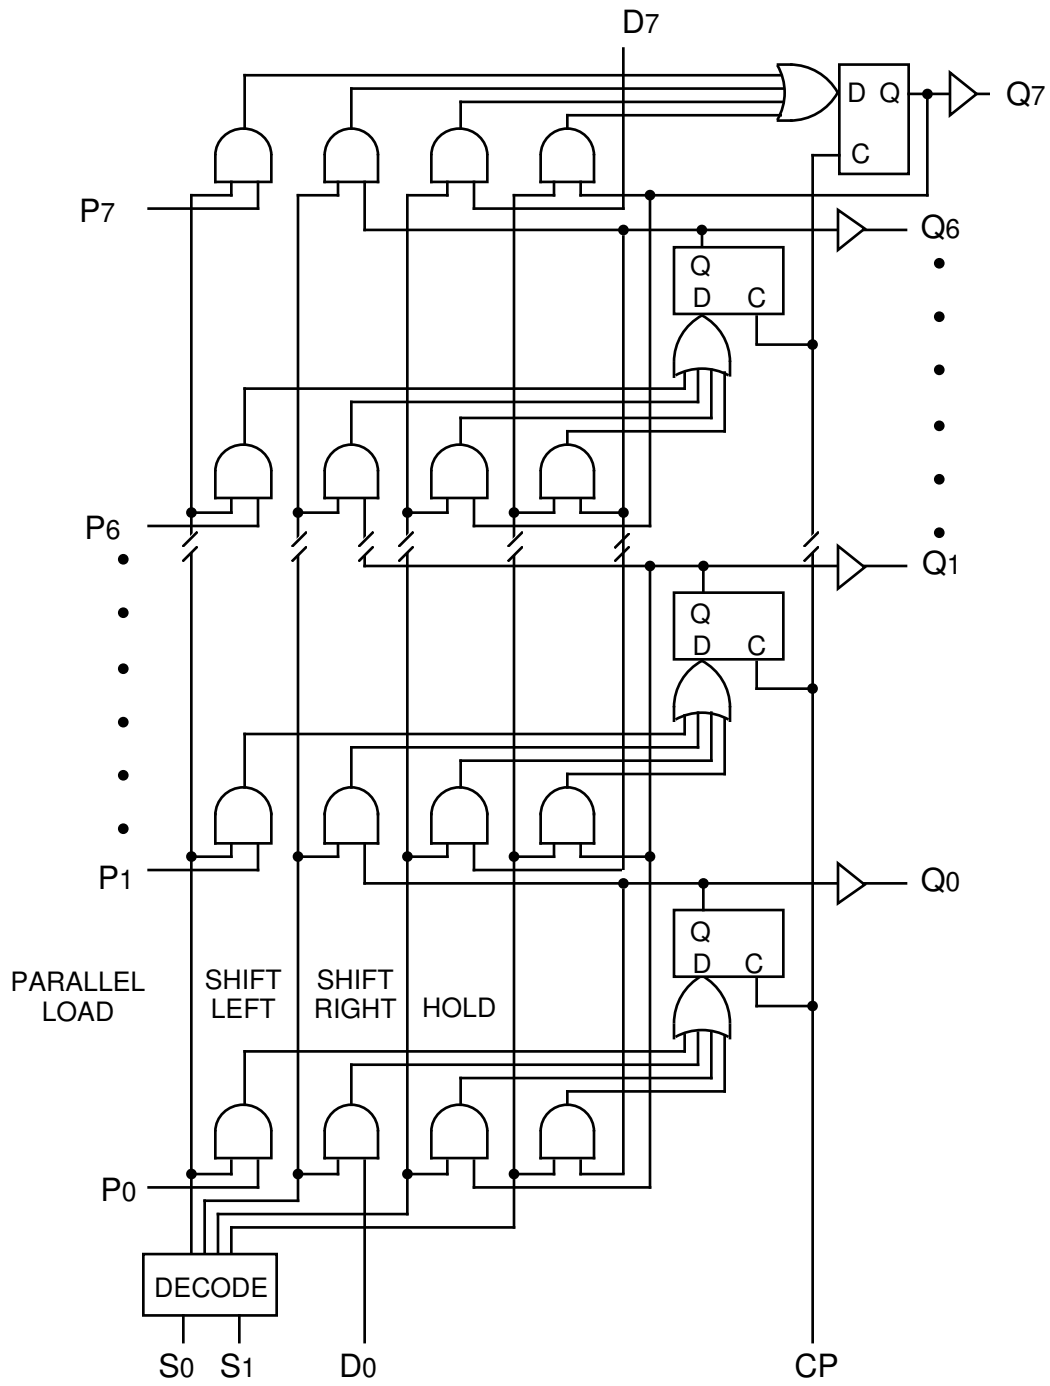 D7
D Q
Q7
C
P7
Q6
Q
D C
P6
Q1
Q
D C
P1
Q0
Q
D C
PARALLEL
LOAD
SHIFT
LEFT
SHIFT
RIGHT
HOLD
P0
DECODE
S0 S1 D0 CP